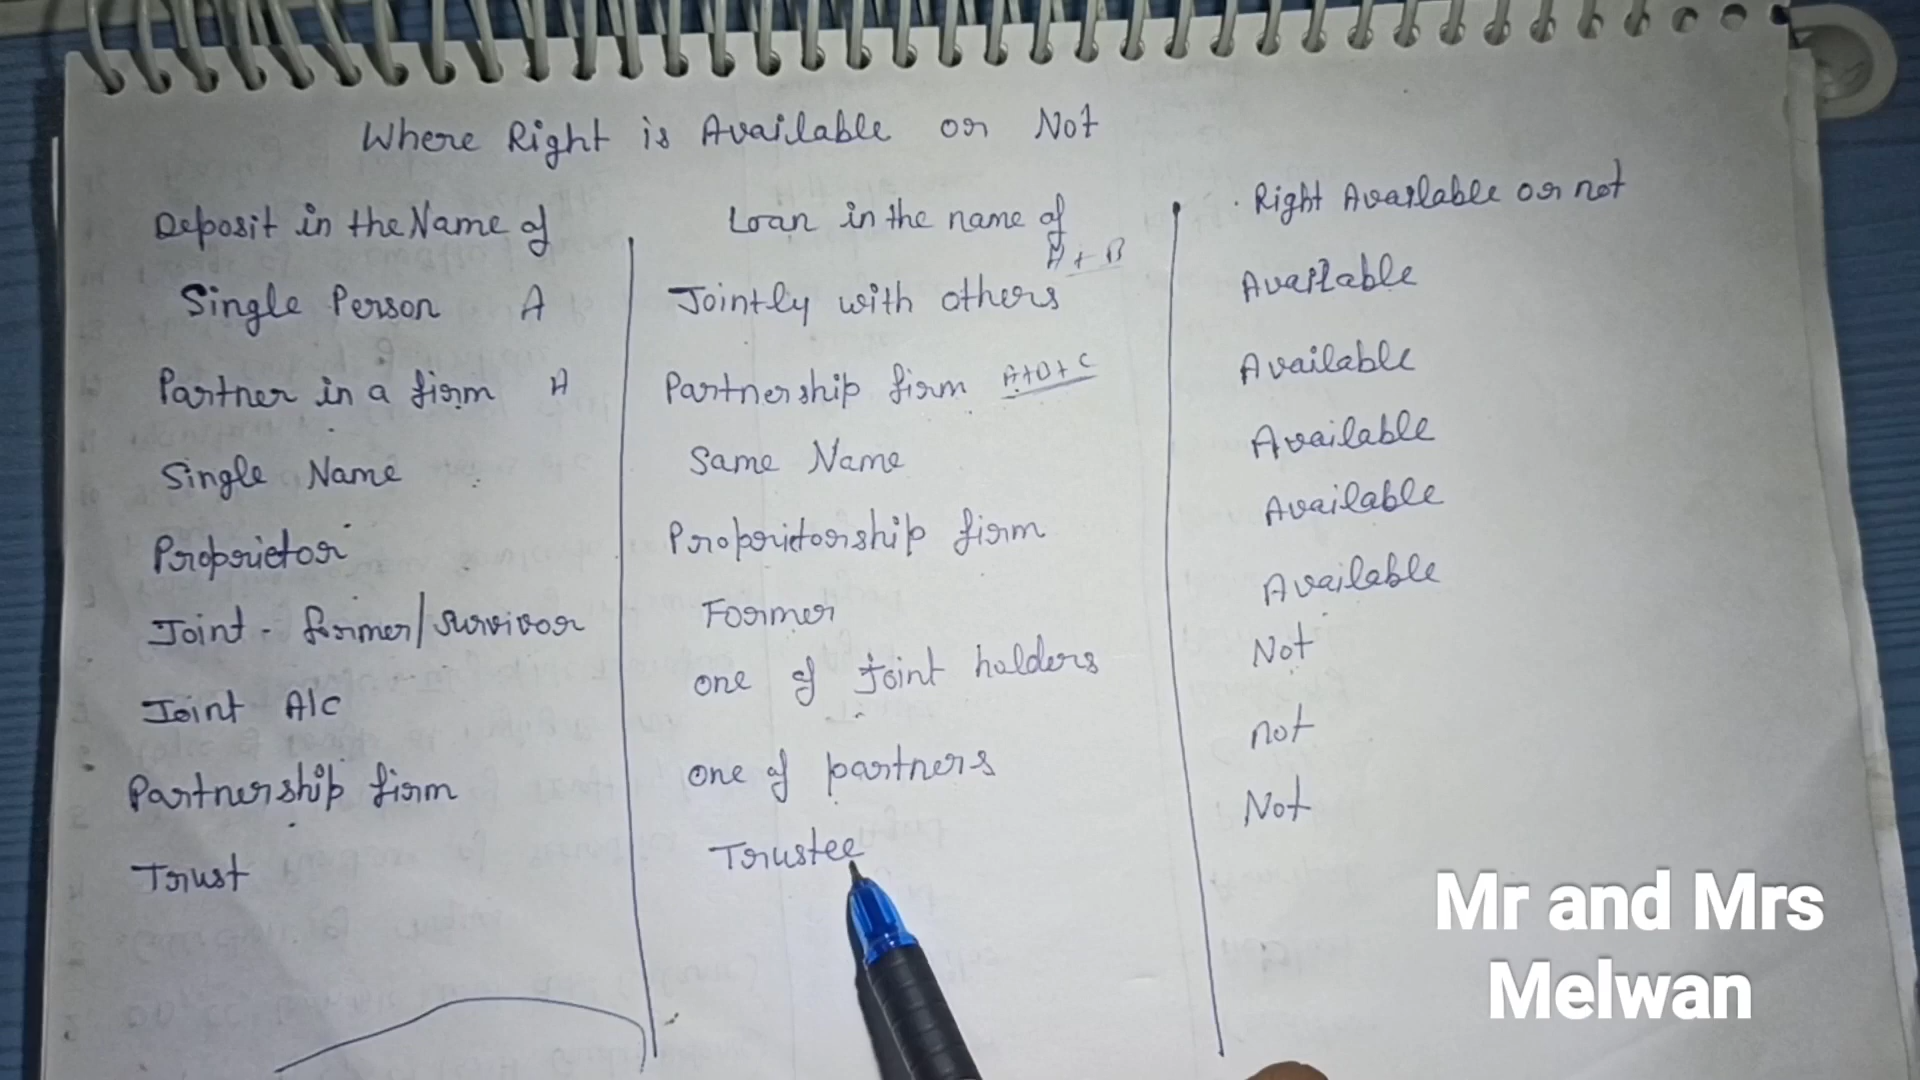 Where Right is Available or Not
Deposit in the Name of Loan in the name of Right Available or not
A + B
Single Person A Jointly with others Available
Partner in a firm A Partnership firm A+D+C Available
Single Name Same Name Available
Proprietor Proprietorship firm Available
Joint - former/survivor Former Available
Joint A/C one of Joint holders Not
Partnership firm one of partners not
Trust Trustee Not
Mr and Mrs
Melwan